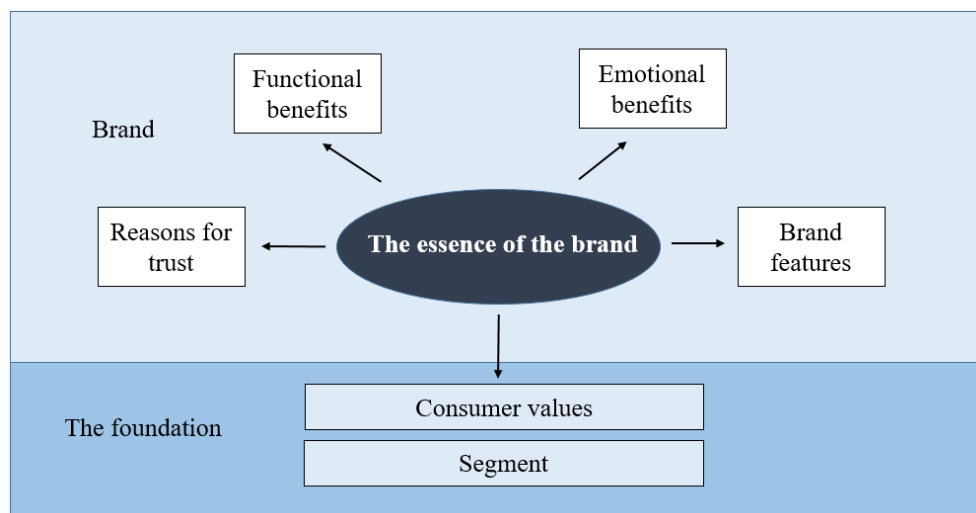 Functional
benefits
Emotional
benefits
Brand
Reasons for
trust
The essence of the brand
Brand
features
Consumer values
The foundation
Segment